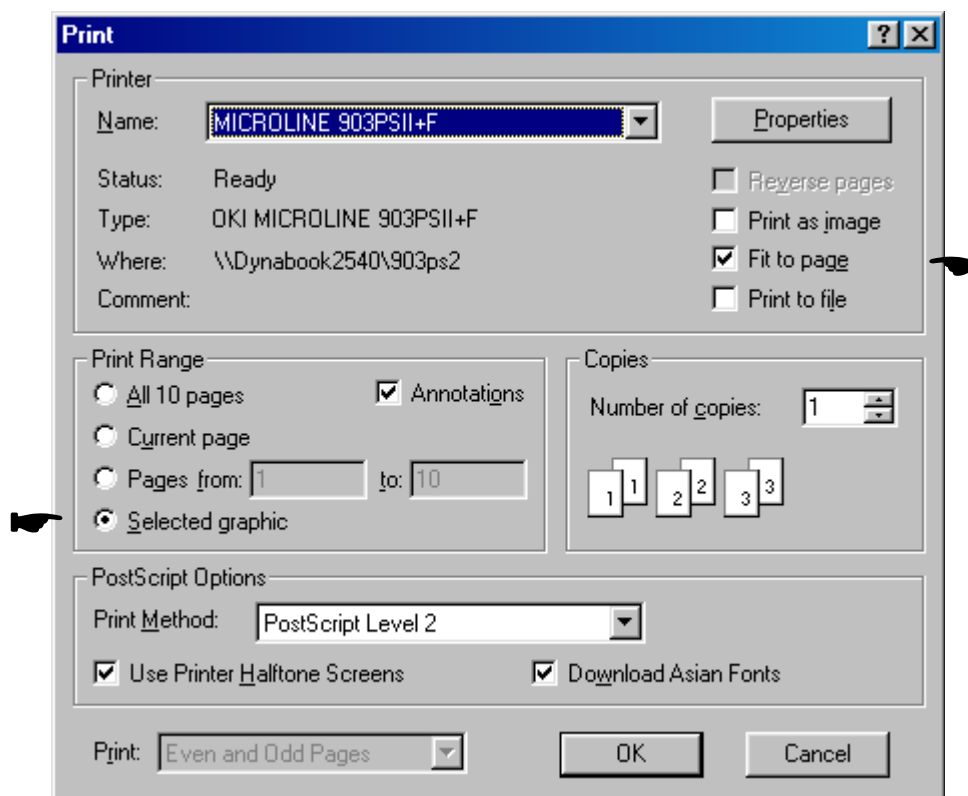 Print
Printer
Name: MICROLINE 903PSII+F Properties
Status: Ready Reverse pages
Type: OKI MICROLINE 903PSII+F Print as image
Where: \\Dynabook2540\903ps2 Fit to page
Comment: Print to file
Print Range Copies
All 10 pages Annotations Number of copies: 1
Current page
Pages from: 1 to: 10 1 1 2 2 3 3
Selected graphic
PostScript Options
Print Method: PostScript Level 2
Use Printer Halftone Screens Download Asian Fonts
Print: Even and Odd Pages OK Cancel